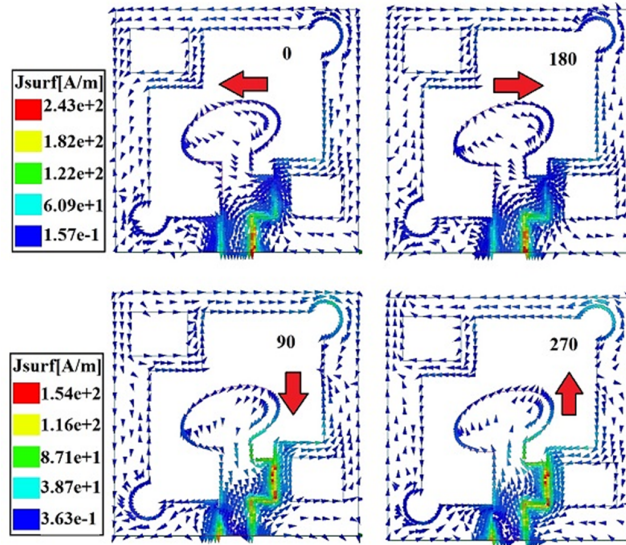 0
180
Jsurf[A/m]
2.43e+2
1.82e+2
1.22e+2
6.09e+1
1.57e-1
90
270
Jsurf[A/m]
1.54e+2
1.16e+2
8.71e+1
3.87e+1
3.63e-1